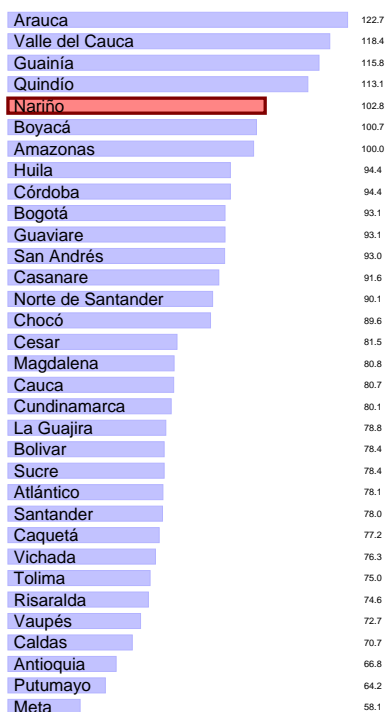 Arauca 122.7
Valle del Cauca 118.4
Guainía 115.8
Quindío 113.1
Nariño 102.8
Boyacá 100.7
Amazonas 100.0
Huila 94.4
Córdoba 94.4
Bogotá 93.1
Guaviare 93.1
San Andrés 93.0
Casanare 91.6
Norte de Santander 90.1
Chocó 89.6
Cesar 81.5
Magdalena 80.8
Cauca 80.7
Cundinamarca 80.1
La Guajira 78.8
Bolivar 78.4
Sucre 78.4
Atlántico 78.1
Santander 78.0
Caquetá 77.2
Vichada 76.3
Tolima 75.0
Risaralda 74.6
Vaupés 72.7
Caldas 70.7
Antioquia 66.8
Putumayo 64.2
Meta 58.1